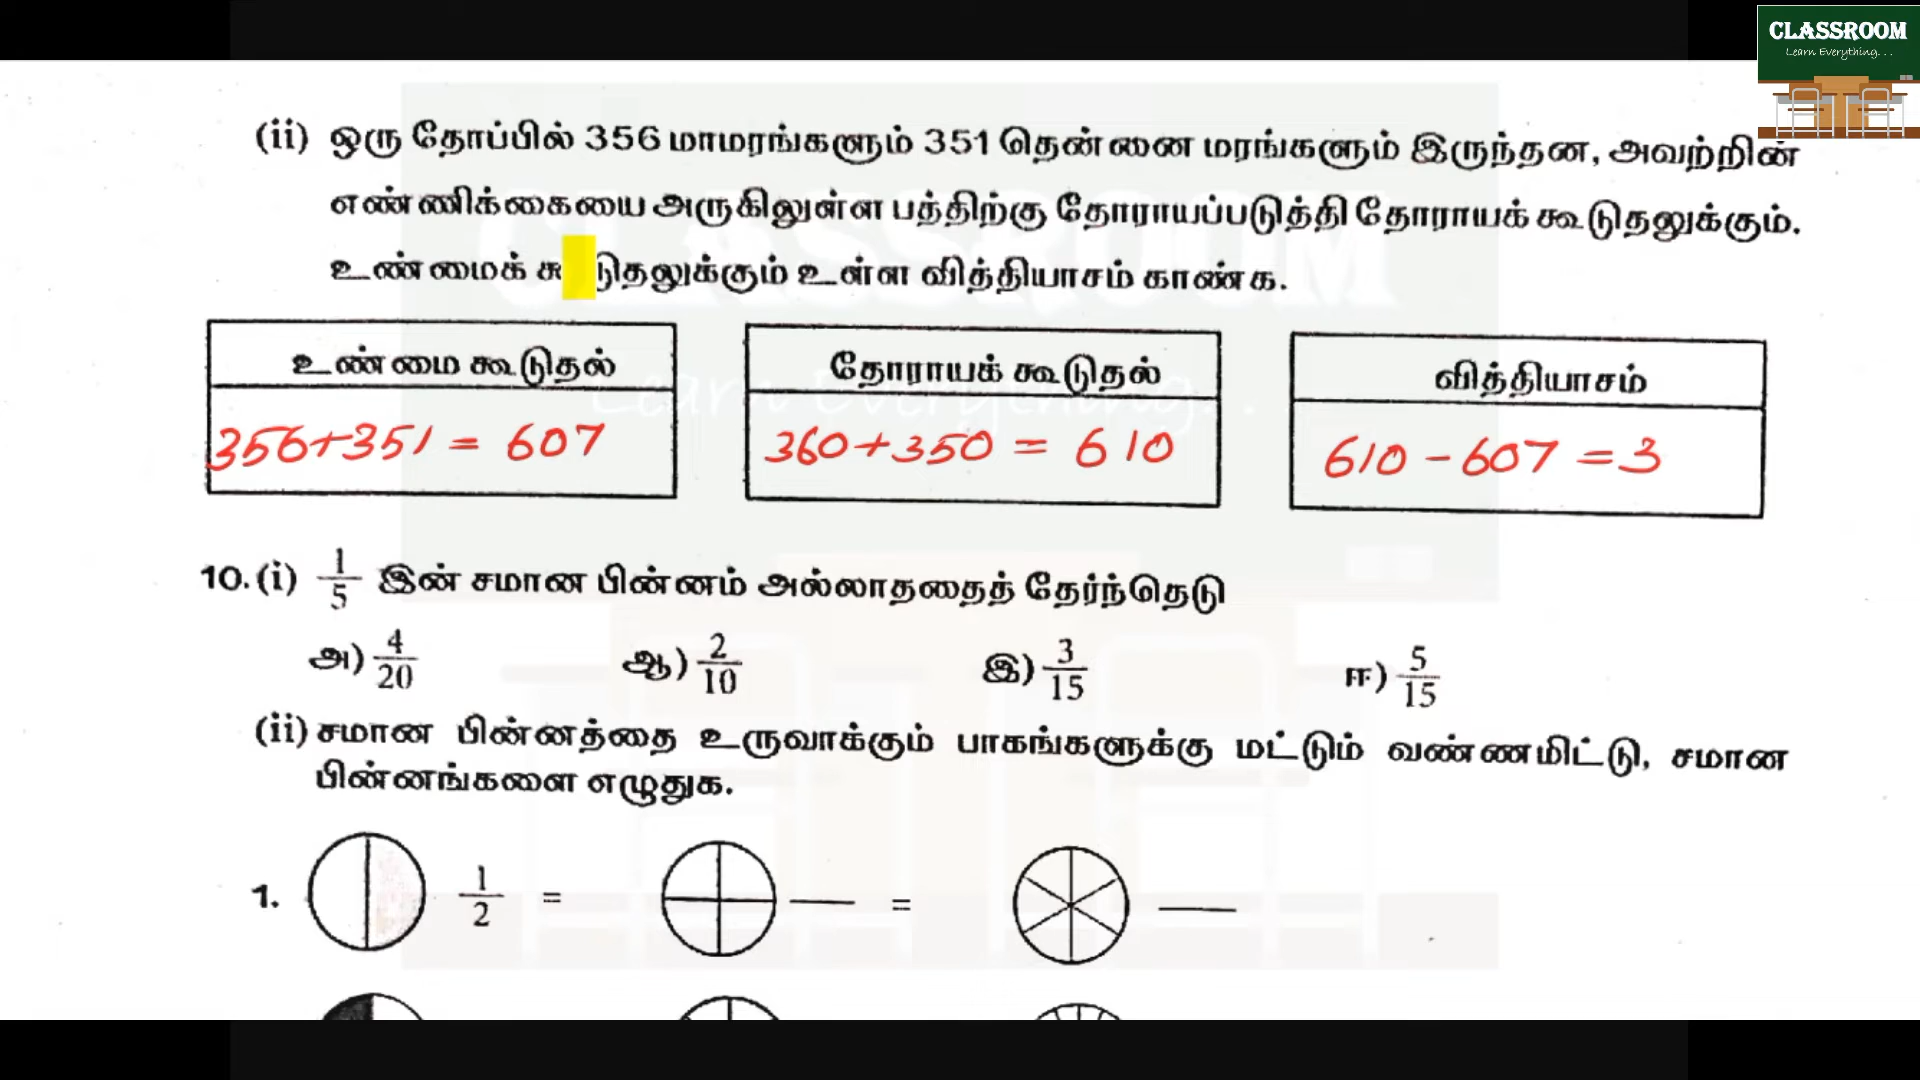 CLASSROOM
Learn Everything. . .
(ii) ஒரு தோப்பில் 356 மாமரங்களும் 351 தென்னை மரங்களும் இருந்தன, அவற்றின்
எண்ணிக்கையை அருகிலுள்ள பத்திற்கு தோராயப்படுத்தி தோராயக் கூடுதலுக்கும்.
உண்மைக் கூடுதலுக்கும் உள்ள வித்தியாசம் காண்க.
உண்மை கூடுதல் தோராயக் கூடுதல் வித்தியாசம்
356+351 = 607 360+350 = 610 610 - 607 = 3
10. (i) 1/5 இன் சமான பின்னம் அல்லாததைத் தேர்ந்தெடு
அ) 4/20 ஆ) 2/10 இ) 3/15 ஈ) 5/15
(ii) சமான பின்னத்தை உருவாக்கும் பாகங்களுக்கு மட்டும் வண்ணமிட்டு, சமான
பின்னங்களை எழுதுக.
1. 1/2 = =